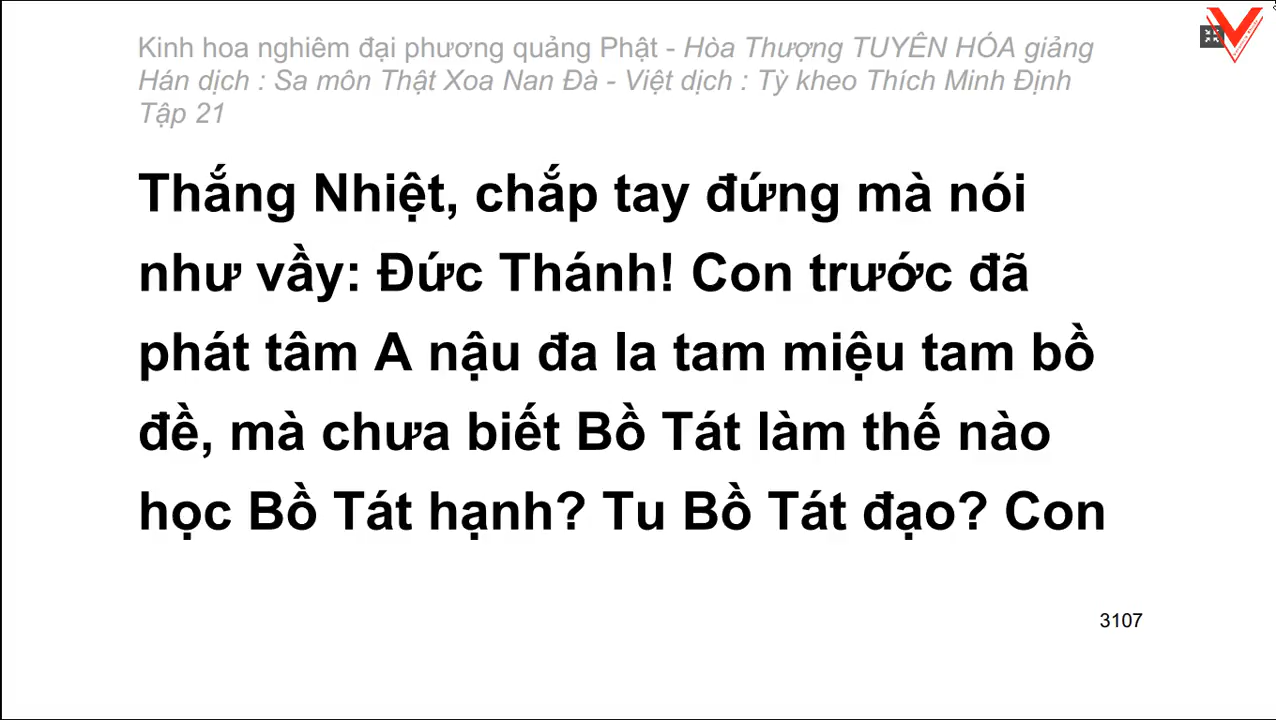 Kinh hoa nghiêm đại phương quảng Phật - Hòa Thượng TUYÊN HÓA giảng
Hán dịch : Sa môn Thật Xoa Nan Đà - Việt dịch : Tỳ kheo Thích Minh Định
Tập 21
Thắng Nhiệt, chắp tay đứng mà nói
như vầy: Đức Thánh! Con trước đã
phát tâm A nậu đa la tam miệu tam bồ
đề, mà chưa biết Bồ Tát làm thế nào
học Bồ Tát hạnh? Tu Bồ Tát đạo? Con
3107